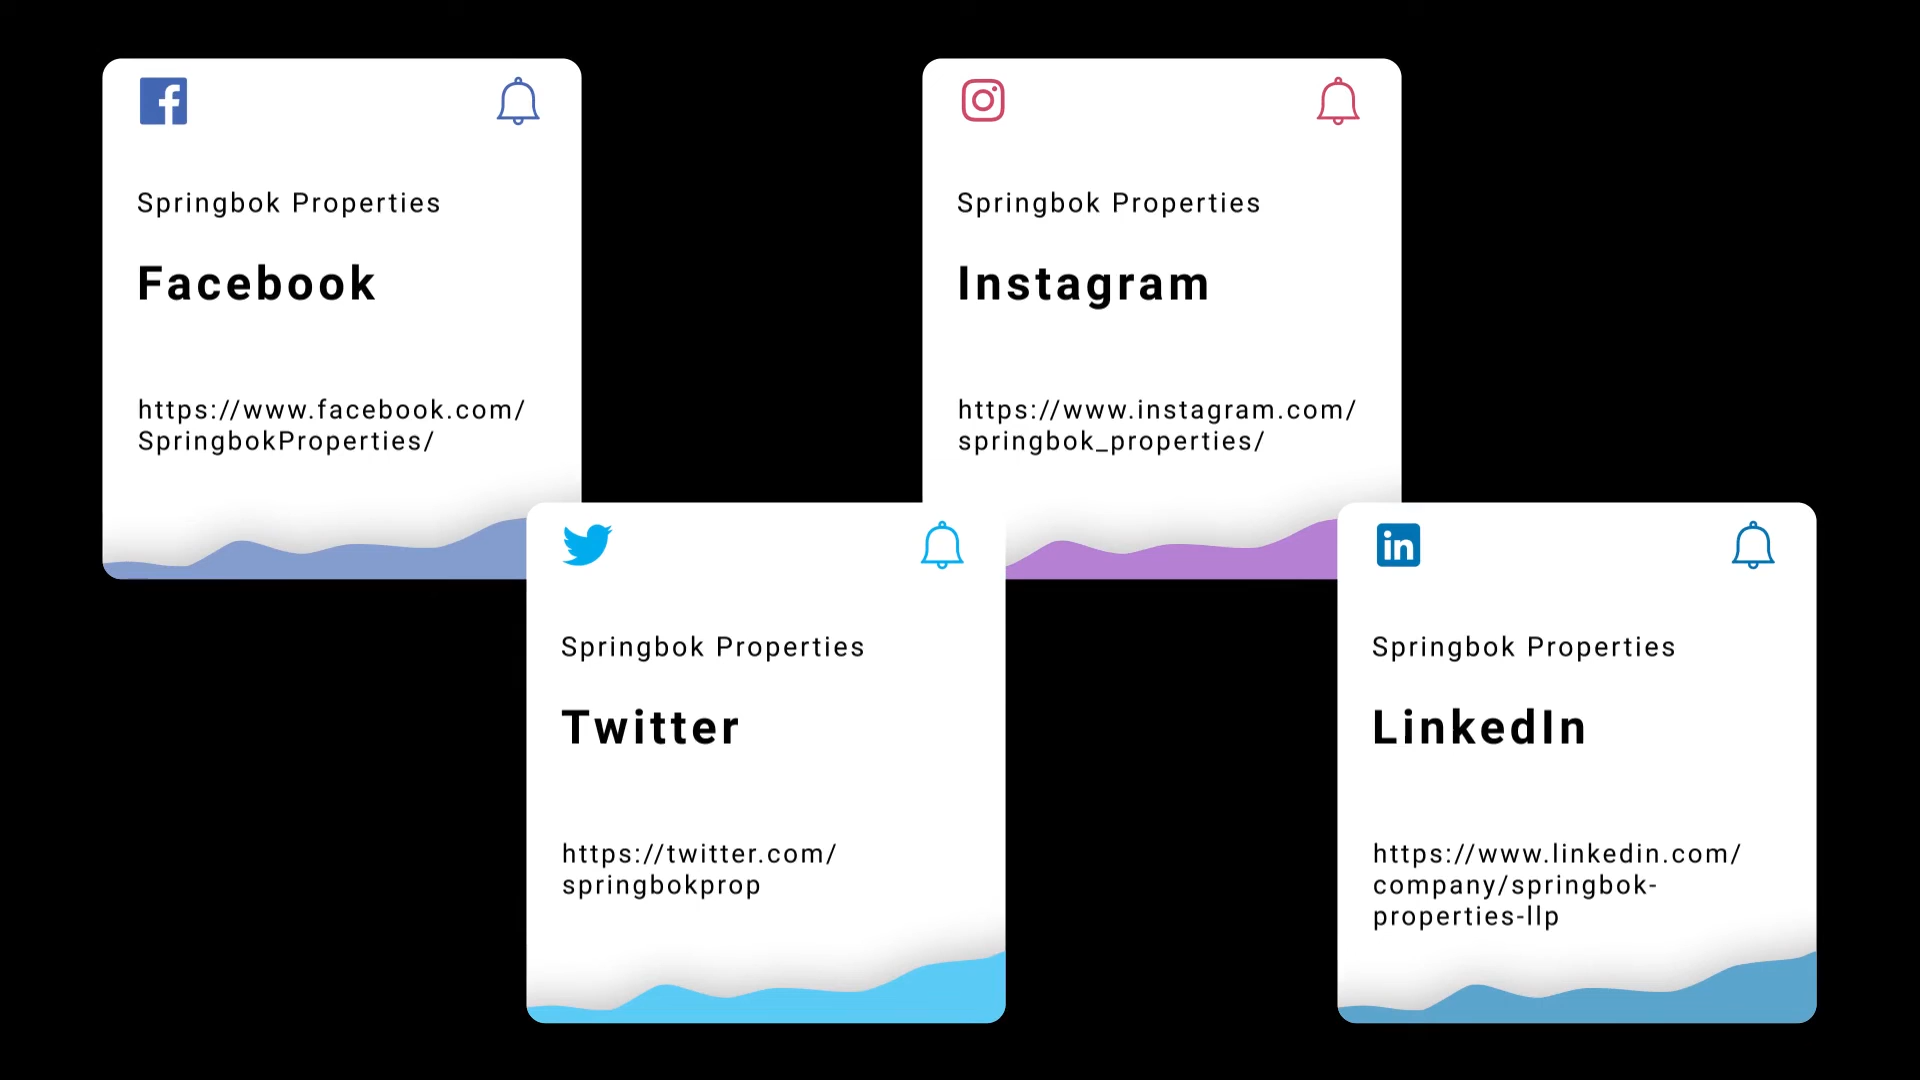 Springbok Properties
Facebook
https://www.facebook.com/
SpringbokProperties/
Springbok Properties
Instagram
https://www.instagram.com/
springbok_properties/
Springbok Properties
Twitter
https://twitter.com/
springbokprop
in
Springbok Properties
LinkedIn
https://www.linkedin.com/
company/springbok-
properties-llp